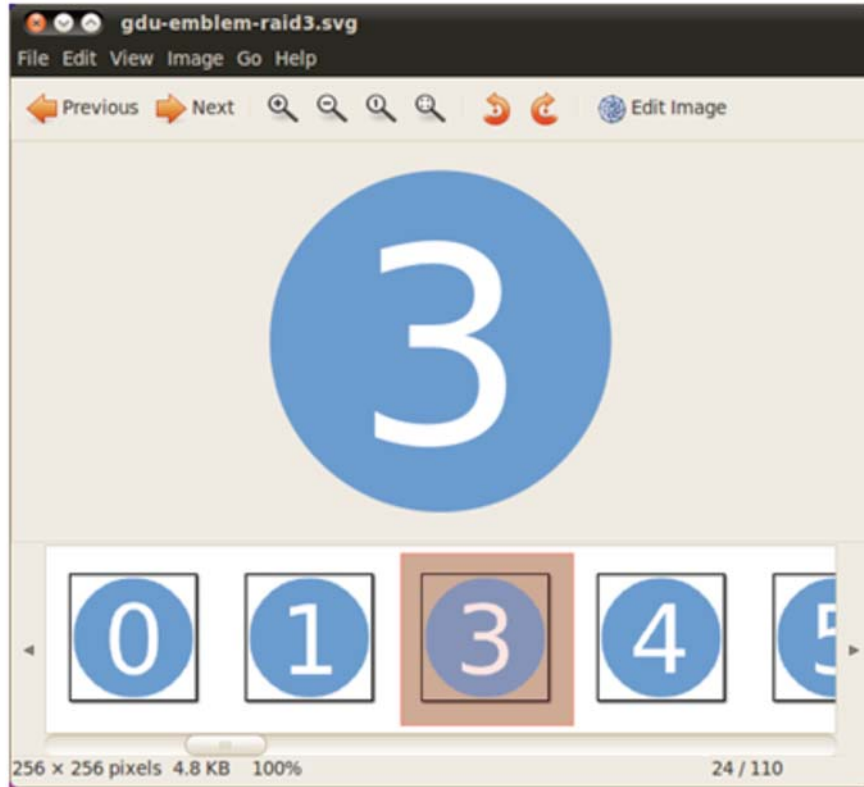 gdu-emblem-raid3.svg
File Edit View Image Go Help
Previous Next Edit Image
3
0 1 3 4 5
256 × 256 pixels 4.8 KB 100% 24 / 110